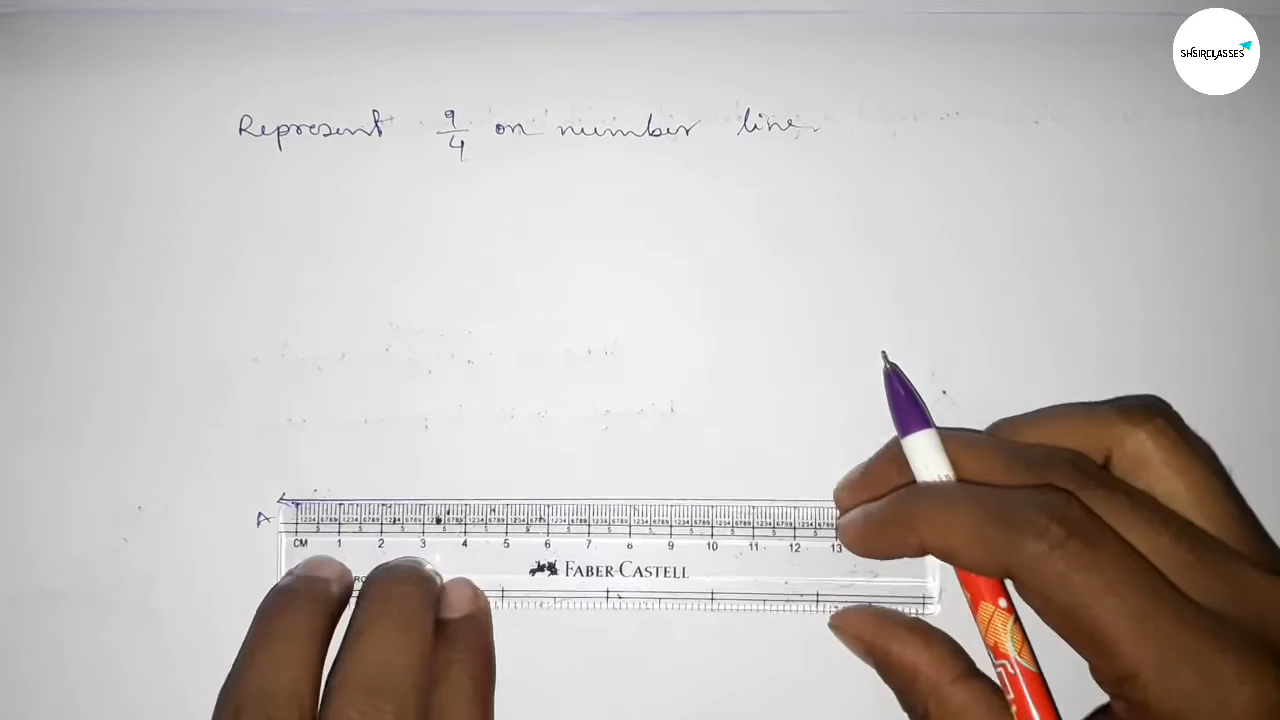 SHSIRCLASSES
Represent 9/4 on number line.
A
CM 1 2 3 4 5 6 7 8 9 10 11 12 13
FABER-CASTELL